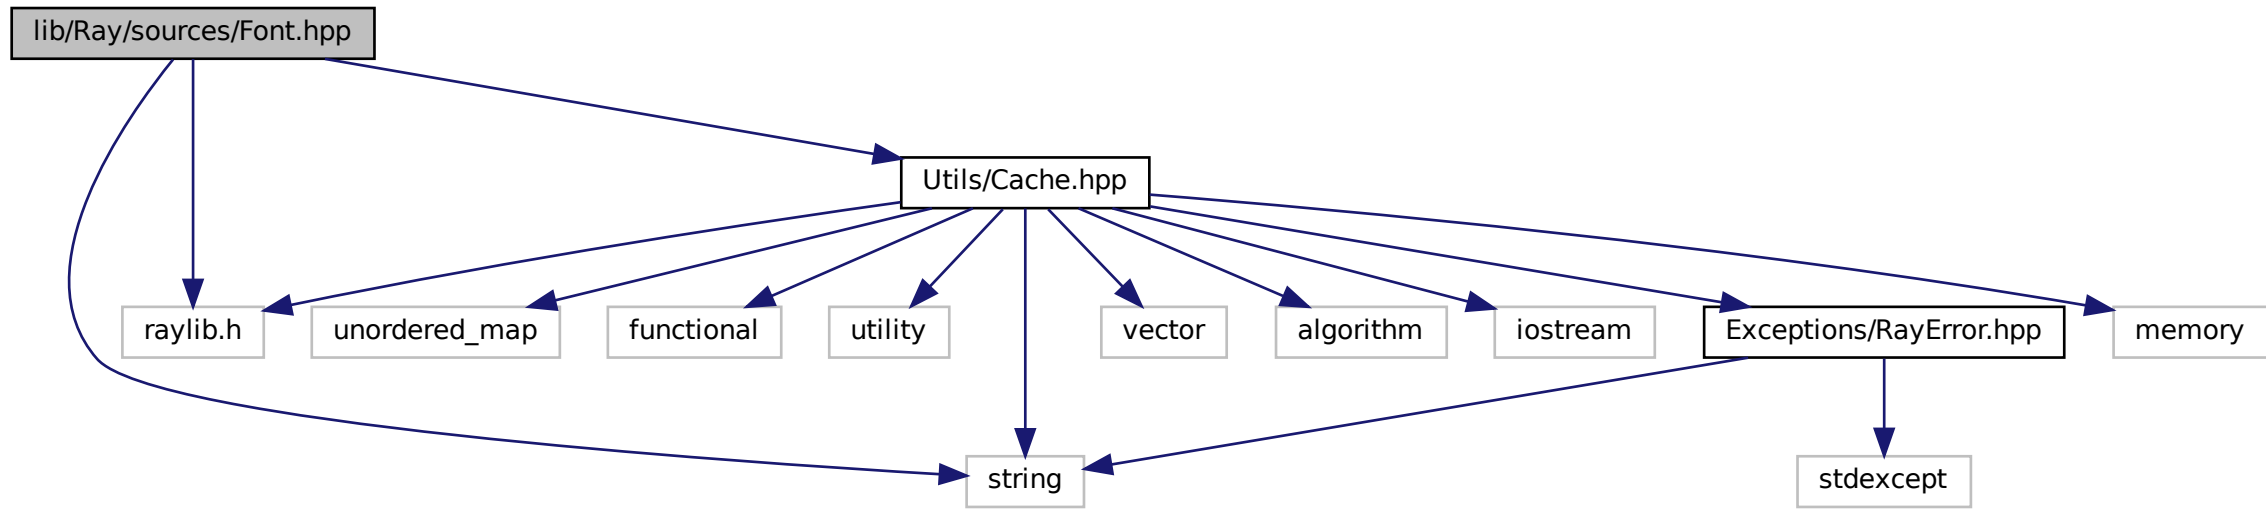 lib/Ray/sources/Font.hpp
Utils/Cache.hpp
raylib.h
unordered_map
functional
utility
vector
algorithm
iostream
Exceptions/RayError.hpp
memory
string
stdexcept